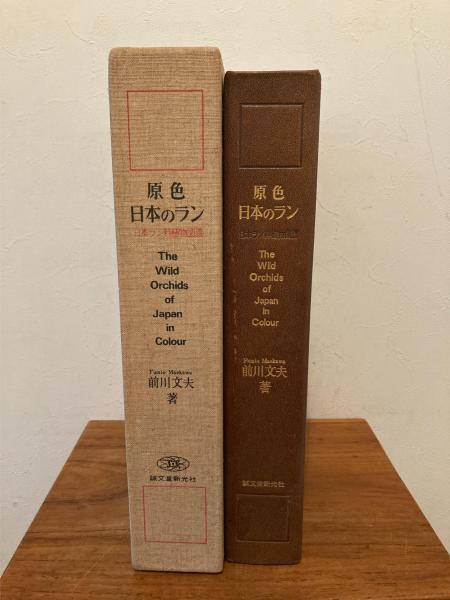 原色
日本のラン
日本ラン科植物図譜
The
Wild
Orchids
of
Japan
in
Colour
Fumio Maekawa
前川文夫
著
誠文堂新光社
原色
日本のラン
日本ラン科植物図譜
The
Wild
Orchids
of
Japan
in
Colour
Fumio Maekawa
前川文夫
著
誠文堂新光社